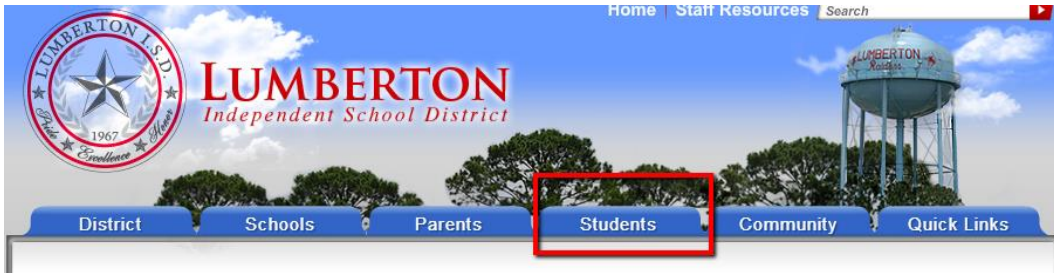 Home | Staff Resources Search
LUMBERTON I.S.D.
1967
Pride Excellence Honor
LUMBERTON
Independent School District
LUMBERTON
Raiders
District Schools Parents Students Community Quick Links